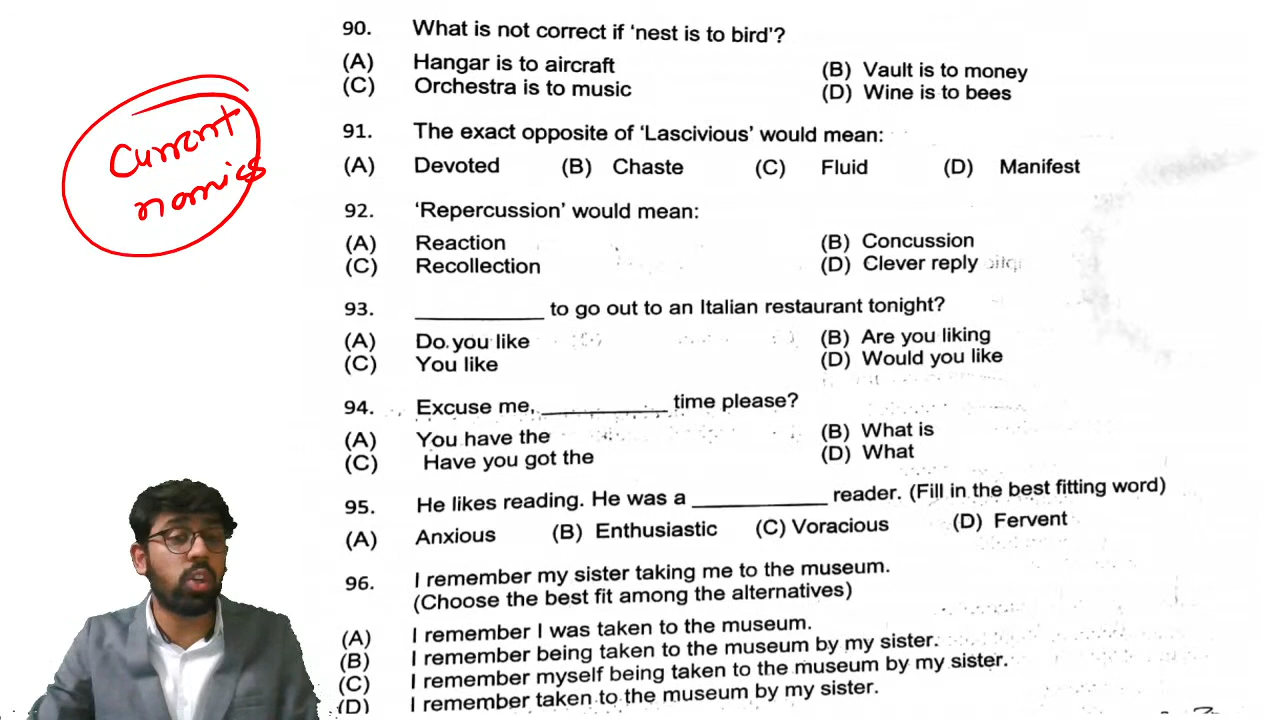 Current
nomics
90. What is not correct if ‘nest is to bird’?
(A) Hangar is to aircraft (B) Vault is to money
(C) Orchestra is to music (D) Wine is to bees
91. The exact opposite of ‘Lascivious’ would mean:
(A) Devoted (B) Chaste (C) Fluid (D) Manifest
92. ‘Repercussion’ would mean:
(A) Reaction (B) Concussion
(C) Recollection (D) Clever reply
93. __________ to go out to an Italian restaurant tonight?
(A) Do you like (B) Are you liking
(C) You like (D) Would you like
94. Excuse me, __________ time please?
(A) You have the (B) What is
(C) Have you got the (D) What
95. He likes reading. He was a __________ reader. (Fill in the best fitting word)
(A) Anxious (B) Enthusiastic (C) Voracious (D) Fervent
96. I remember my sister taking me to the museum.
(Choose the best fit among the alternatives)
(A) I remember I was taken to the museum.
(B) I remember being taken to the museum by my sister.
(C) I remember myself being taken to the museum by my sister.
(D) I remember taken to the museum by my sister.